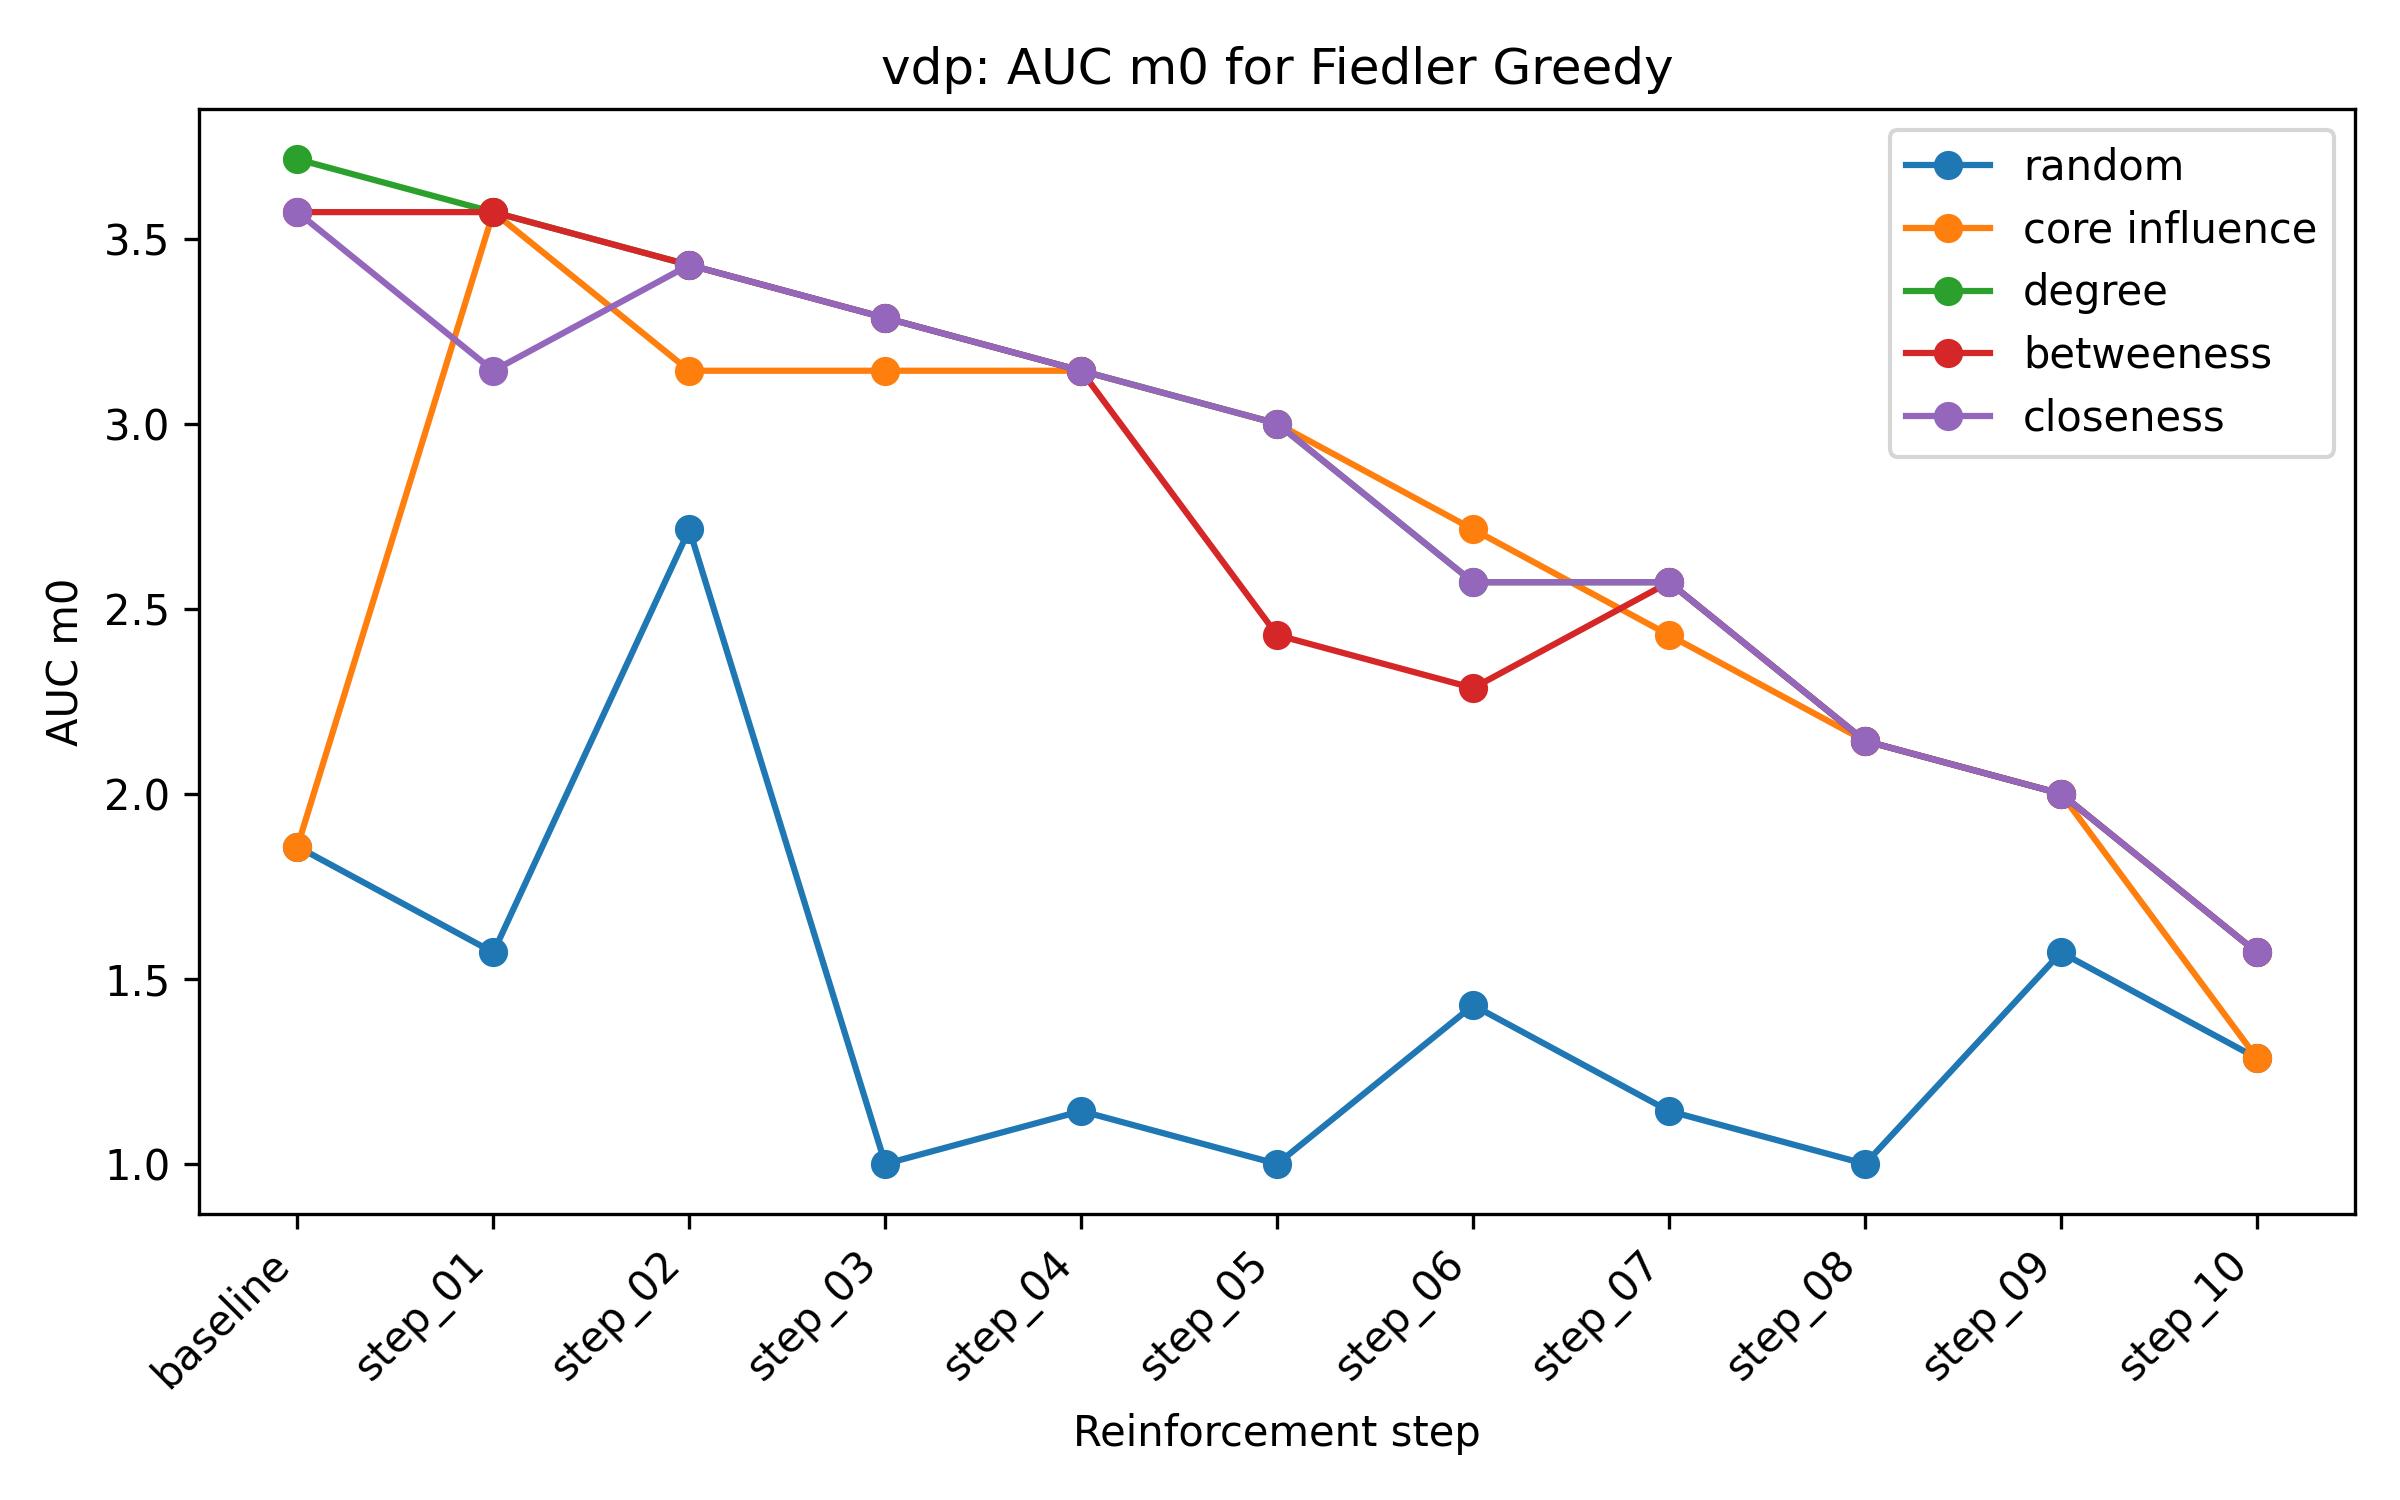 vdp: AUC m0 for Fiedler Greedy
random
core influence
degree
betweeness
closeness
AUC m0
3.5
3.0
2.5
2.0
1.5
1.0
baseline
step_01
step_02
step_03
step_04
step_05
step_06
step_07
step_08
step_09
step_10
Reinforcement step